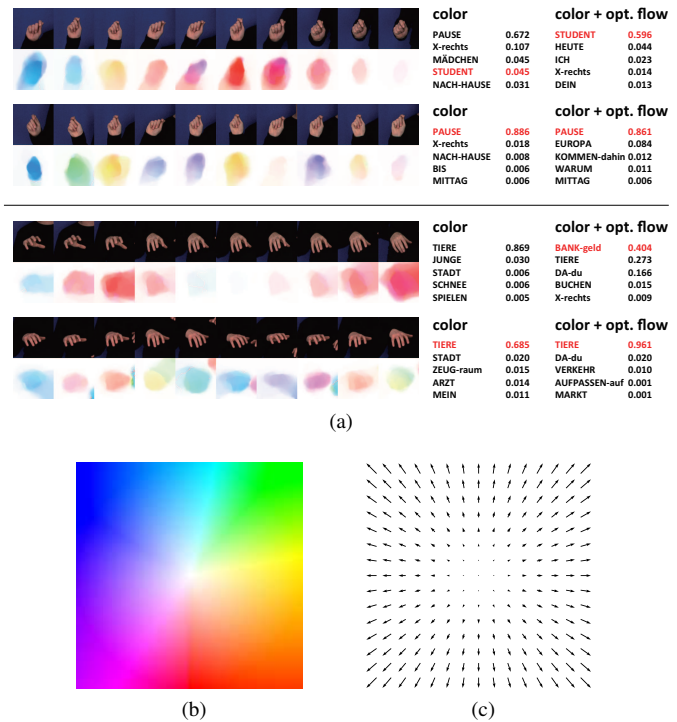 color color + opt. flow
PAUSE 0.672 STUDENT 0.596
X-rechts 0.107 HEUTE 0.044
MÄDCHEN 0.045 ICH 0.023
STUDENT 0.045 X-rechts 0.014
NACH-HAUSE 0.031 DEIN 0.013
color color + opt. flow
PAUSE 0.886 PAUSE 0.861
X-rechts 0.018 EUROPA 0.084
NACH-HAUSE 0.008 KOMMEN-dahin 0.012
BIS 0.006 WARUM 0.011
MITTAG 0.006 MITTAG 0.006
color color + opt. flow
TIERE 0.869 BANK-geld 0.404
JUNGE 0.030 TIERE 0.273
STADT 0.006 DA-du 0.166
SCHNEE 0.006 BUCHEN 0.015
SPIELEN 0.005 X-rechts 0.009
color color + opt. flow
TIERE 0.685 TIERE 0.961
STADT 0.020 DA-du 0.020
ZEUG-raum 0.015 VERKEHR 0.010
ARZT 0.014 AUFPASSEN-auf 0.001
MEIN 0.011 MARKT 0.001
(a)
(b) (c)